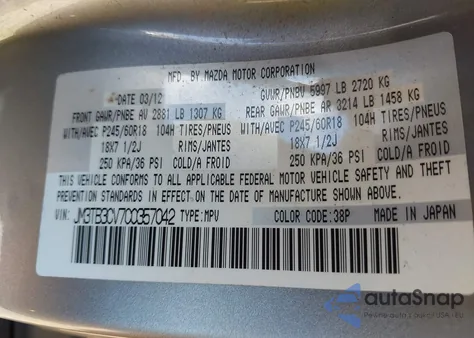 MFD. BY MAZDA MOTOR CORPORATION
DATE 03/12 GVWR/PNBV 5997 LB 2720 KG
FRONT GAWR/PNBE AV 2881 LB 1307 KG REAR GAWR/PNBE AR 3214 LB 1458 KG
WITH/AVEC P245/60R18 104H TIRES/PNEUS WITH/AVEC P245/60R18 104H TIRES/PNEUS
18X7 1/2J 18X7 1/2J
250 KPA/36 PSI COLD/A FROID 250 KPA/36 PSI COLD/A FROID
THIS VEHICLE CONFORMS TO ALL APPLICABLE FEDERAL MOTOR VEHICLE SAFETY AND THEFT
PREVENTION STANDARDS IN EFFECT ON THE DATE OF MANUFACTURE SHOWN ABOVE.
VIN: JM3TB3CV7C0357042 TYPE: MPV COLOR CODE: 38P MADE IN JAPAN
autoSnap